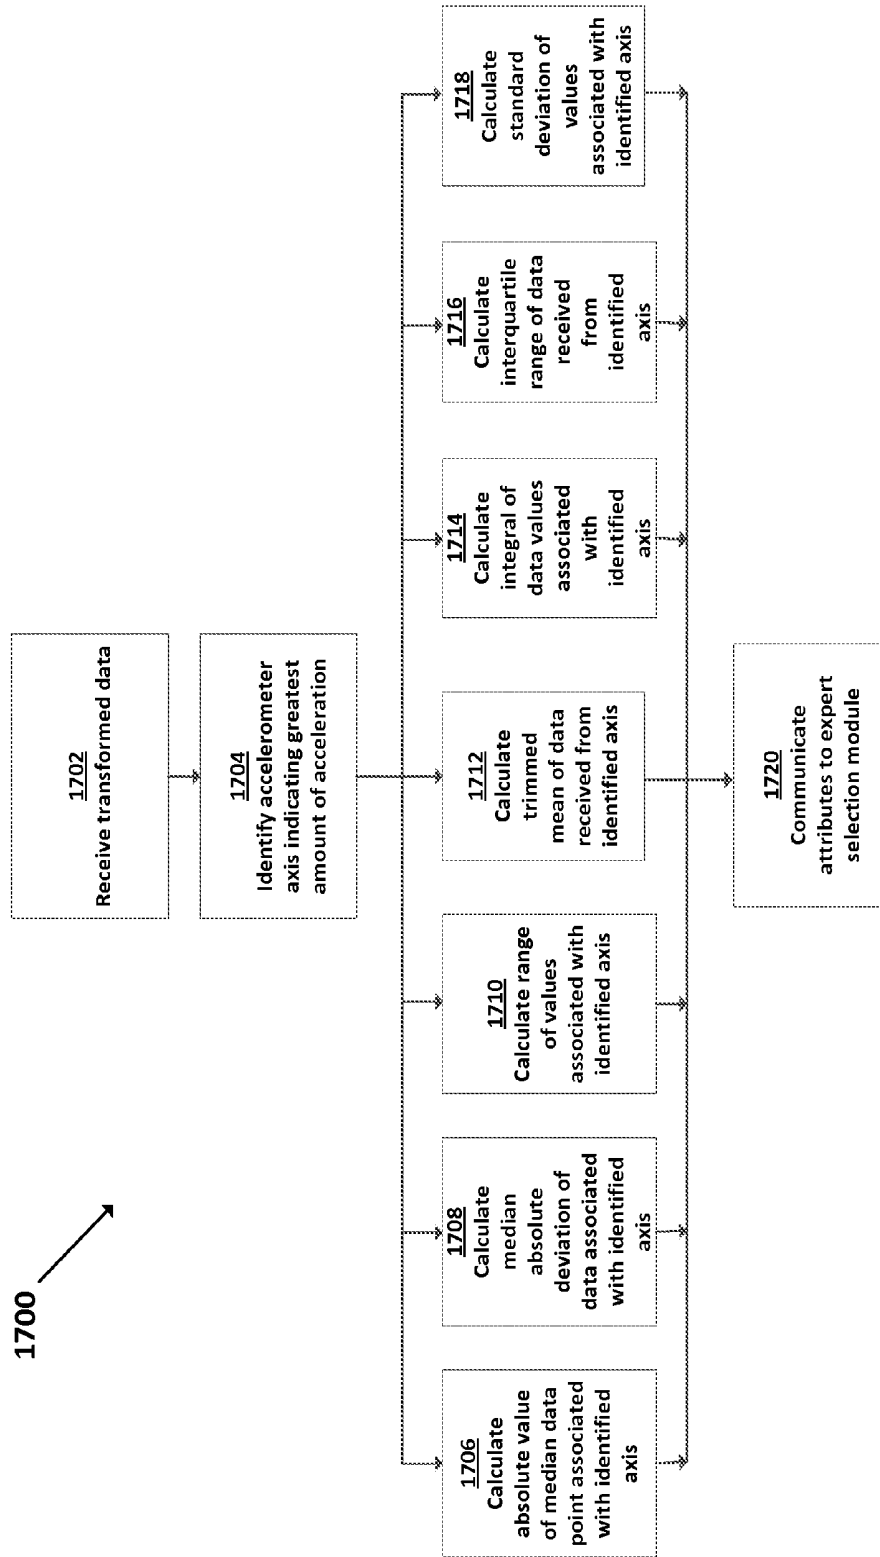 1700
1702
Receive transformed data
1704
Identify accelerometer
axis indicating greatest
amount of acceleration
1706
Calculate
absolute value
of median data
point associated
with identified
axis
1708
Calculate
median
absolute
deviation of
data associated
with identified
axis
1710
Calculate range
of values
associated with
identified axis
1712
Calculate
trimmed
mean of data
received from
identified axis
1714
Calculate
integral of
data values
associated
with
identified
axis
1716
Calculate
interquartile
range of data
received
from
identified
axis
1718
Calculate
standard
deviation of
values
associated with
identified axis
1720
Communicate
attributes to expert
selection module